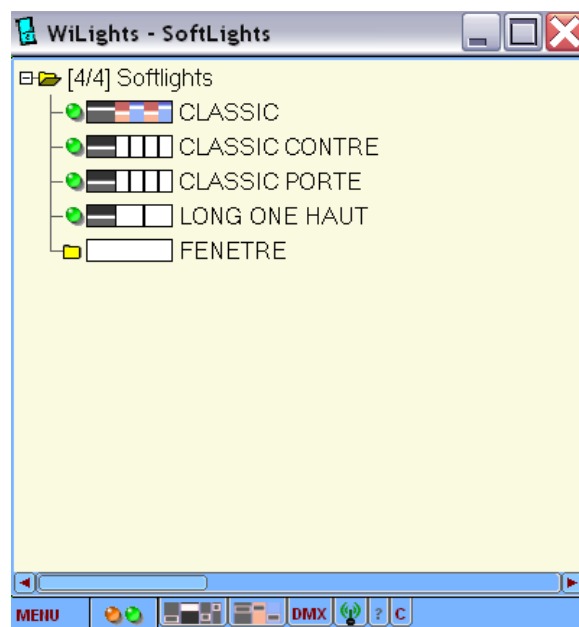 WiLights - SoftLights
[4/4] Softlights
CLASSIC
CLASSIC CONTRE
CLASSIC PORTE
LONG ONE HAUT
FENETRE
MENU DMX ? C